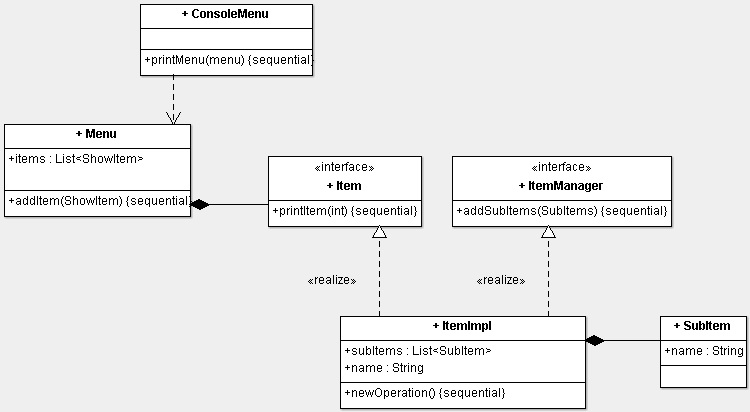 + ConsoleMenu
+printMenu(menu) {sequential}
+ Menu
+items : List<ShowItem>
+addItem(ShowItem) {sequential}
«interface»
+ Item
+printItem(int) {sequential}
«interface»
+ ItemManager
+addSubItems(SubItems) {sequential}
«realize»
«realize»
+ ItemImpl
+subItems : List<SubItem>
+name : String
+newOperation() {sequential}
+ SubItem
+name : String